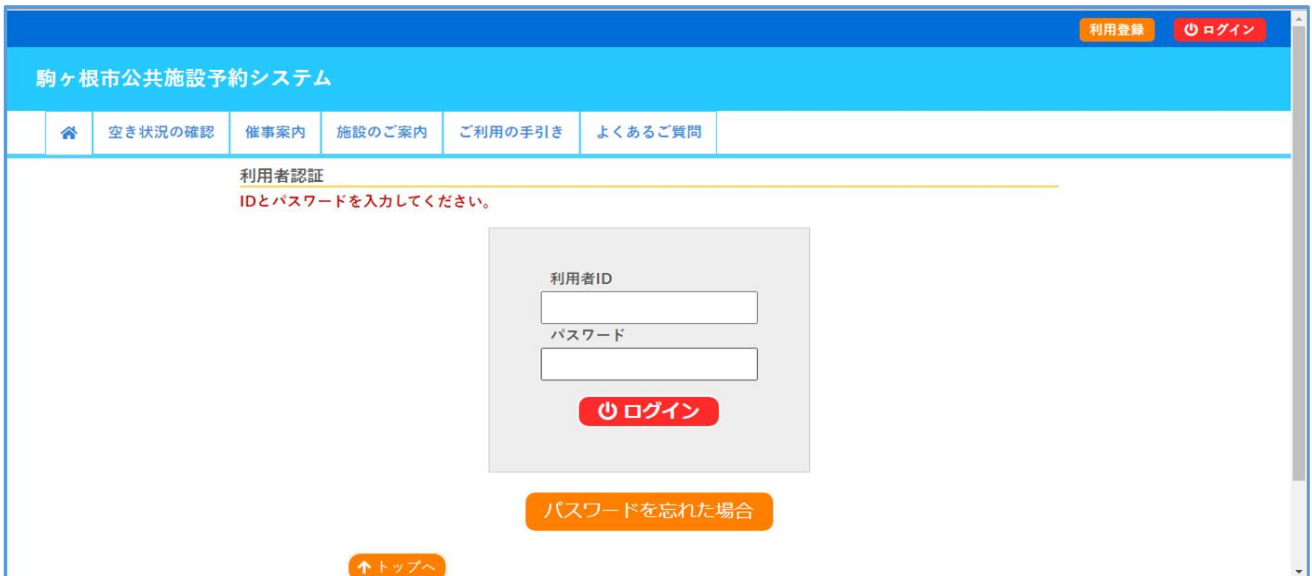 利用登録 ログイン
駒ヶ根市公共施設予約システム
空き状況の確認 催事案内 施設のご案内 ご利用の手引き よくあるご質問
利用者認証
IDとパスワードを入力してください。
利用者ID
パスワード
ログイン
パスワードを忘れた場合
トップへ